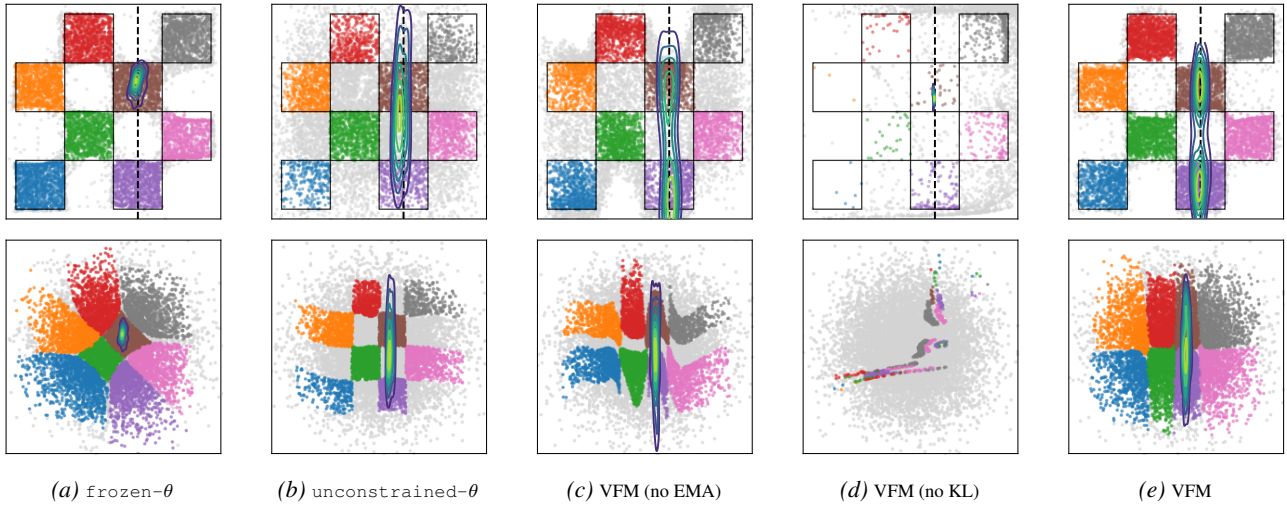 (a) frozen-θ (b) unconstrained-θ (c) VFM (no EMA) (d) VFM (no KL) (e) VFM